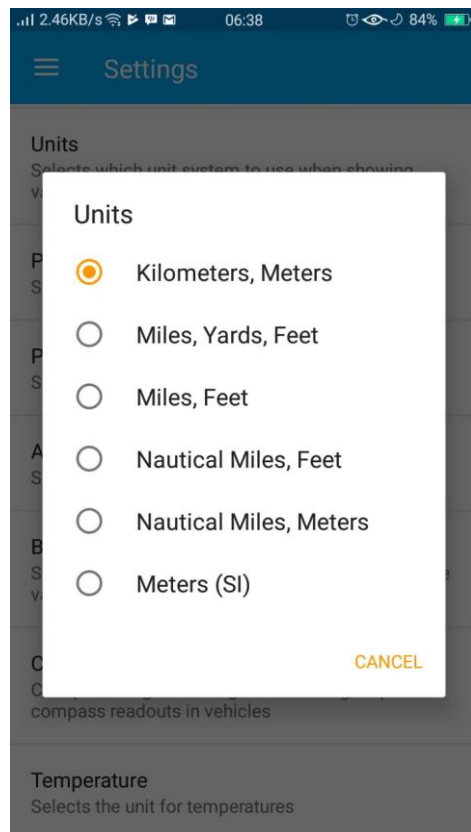 2.46KB/s 06:38 84%
Settings
Units
Selects which unit system to use when showing
Units
Kilometers, Meters
Miles, Yards, Feet
Miles, Feet
Nautical Miles, Feet
Nautical Miles, Meters
Meters (SI)
CANCEL
compass readouts in vehicles
Temperature
Selects the unit for temperatures